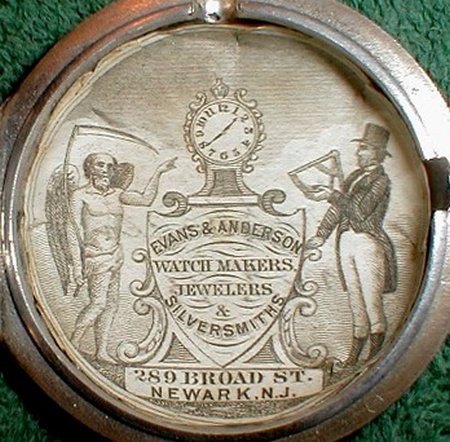 EVANS & ANDERSON
WATCH MAKERS,
JEWELERS
&
SILVERSMITHS
289 BROAD ST.
NEWARK, N.J.